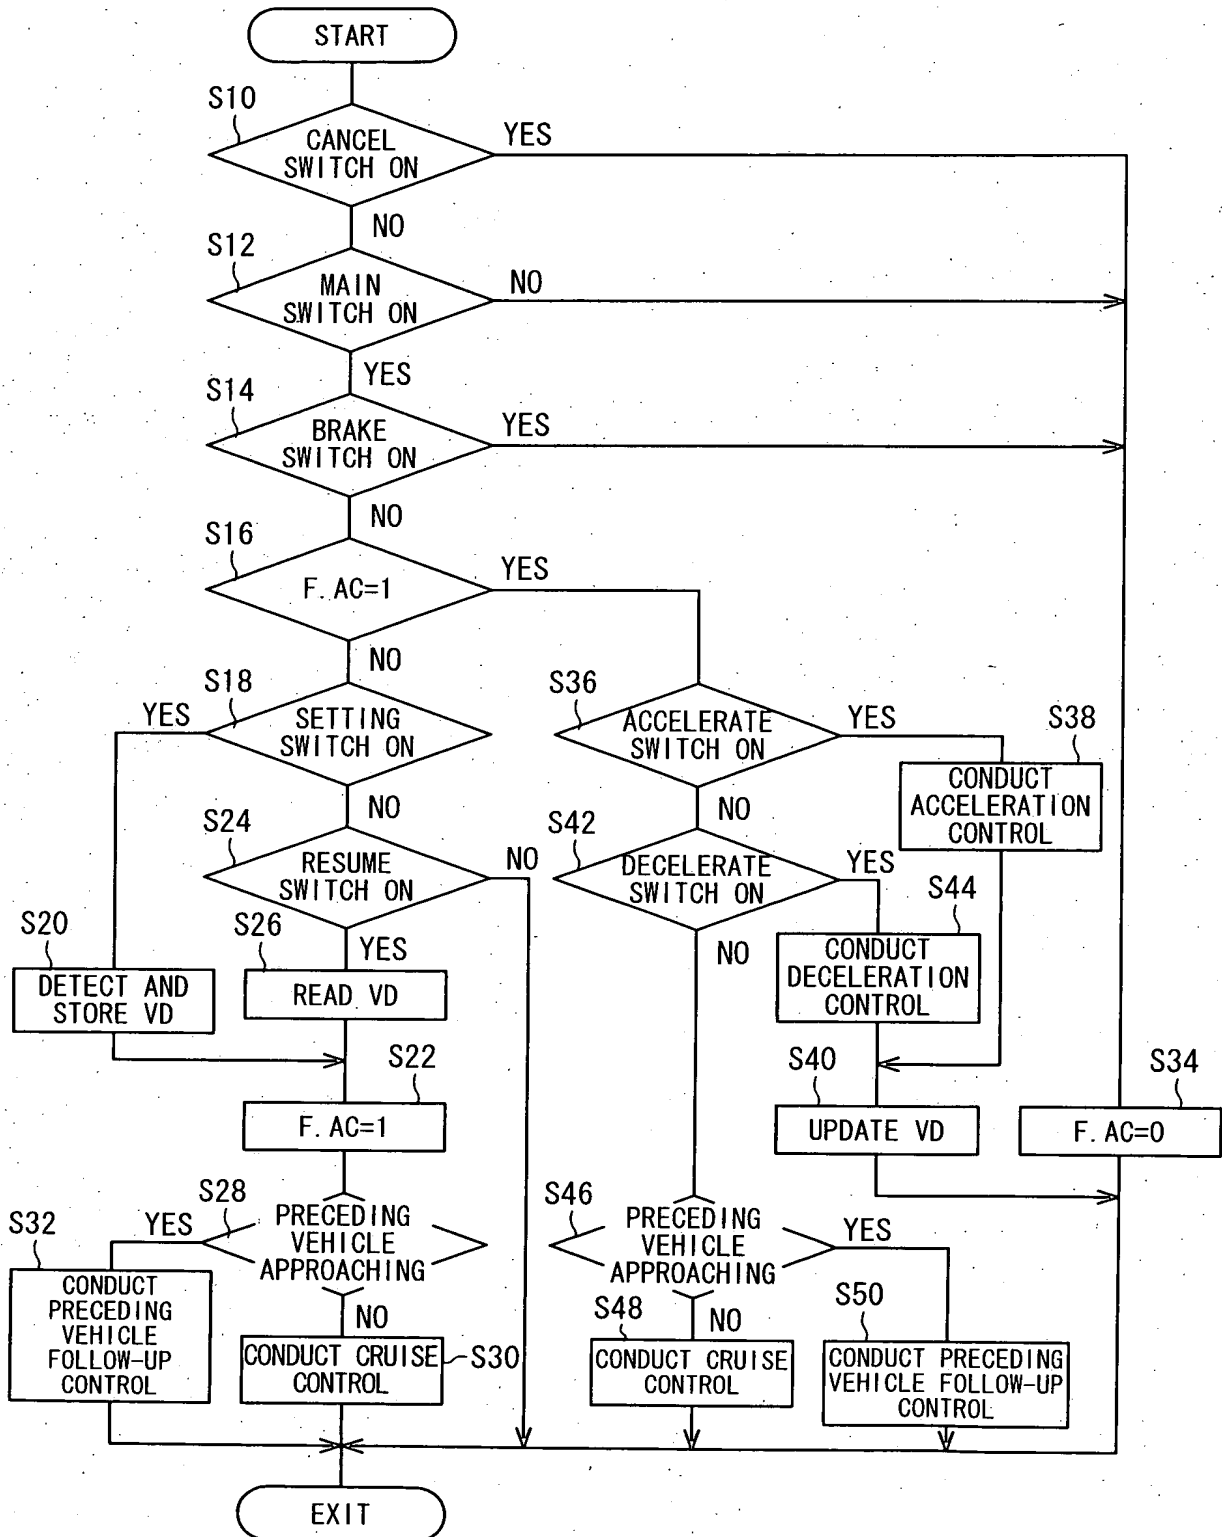 START
S10
CANCEL
SWITCH ON
YES
NO
S12
MAIN
SWITCH ON
NO
YES
S14
BRAKE
SWITCH ON
YES
NO
S16
F. AC=1
YES
NO
S18
YES
SETTING
SWITCH ON
NO
S36
ACCELERATE
SWITCH ON
YES
NO
S38
CONDUCT
ACCELERATION
CONTROL
S24
RESUME
SWITCH ON
NO
YES
S42
DECELERATE
SWITCH ON
YES
NO
S44
CONDUCT
DECELERATION
CONTROL
S20
DETECT AND
STORE VD
S26
READ VD
S22
F. AC=1
S40
UPDATE VD
S34
F. AC=0
S28
YES
PRECEDING
VEHICLE
APPROACHING
NO
S46
PRECEDING
VEHICLE
APPROACHING
YES
NO
S32
CONDUCT
PRECEDING
VEHICLE
FOLLOW-UP
CONTROL
CONDUCT CRUISE
CONTROL
S30
S48
CONDUCT CRUISE
CONTROL
S50
CONDUCT PRECEDING
VEHICLE FOLLOW-UP
CONTROL
EXIT